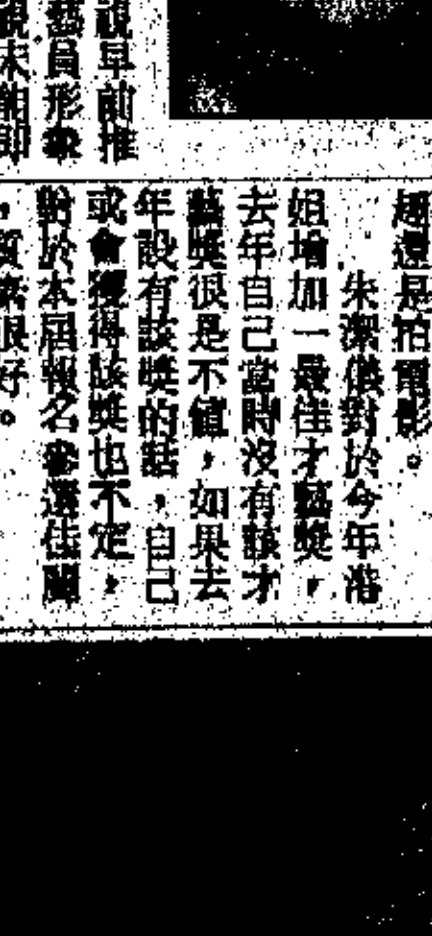 視早前推
藝員形象
視未能即
趣還是拍電影。
朱潔儀對於今年港
姐增加一最佳才藝獎，
去年自己當時沒有該才
藝獎很是不值，如果去
年設有該獎的話，自己
或會獲得該獎也不定，
對於本屆報名參選佳麗
，質素很好。